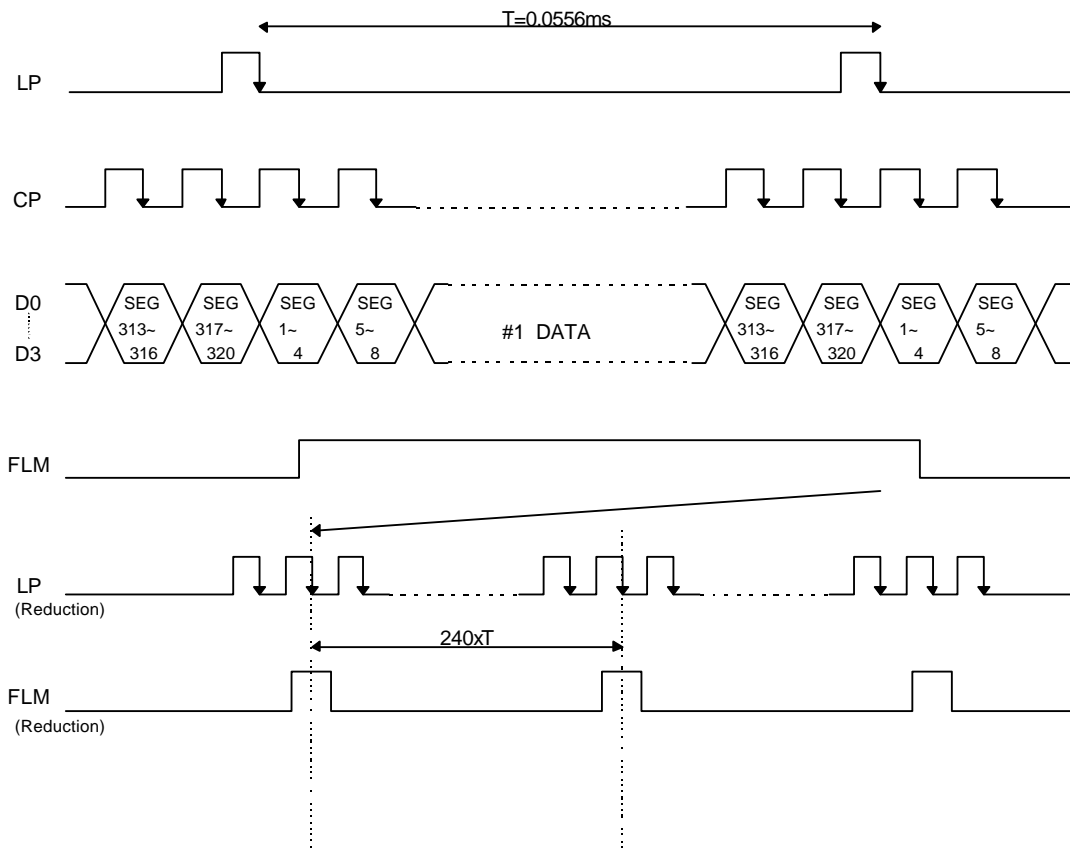 T=0.0556ms
LP
CP
D0
D3
SEG
313~
316
SEG
317~
320
SEG
1~
4
SEG
5~
8
#1 DATA
SEG
313~
316
SEG
317~
320
SEG
1~
4
SEG
5~
8
FLM
LP
(Reduction)
240xT
FLM
(Reduction)